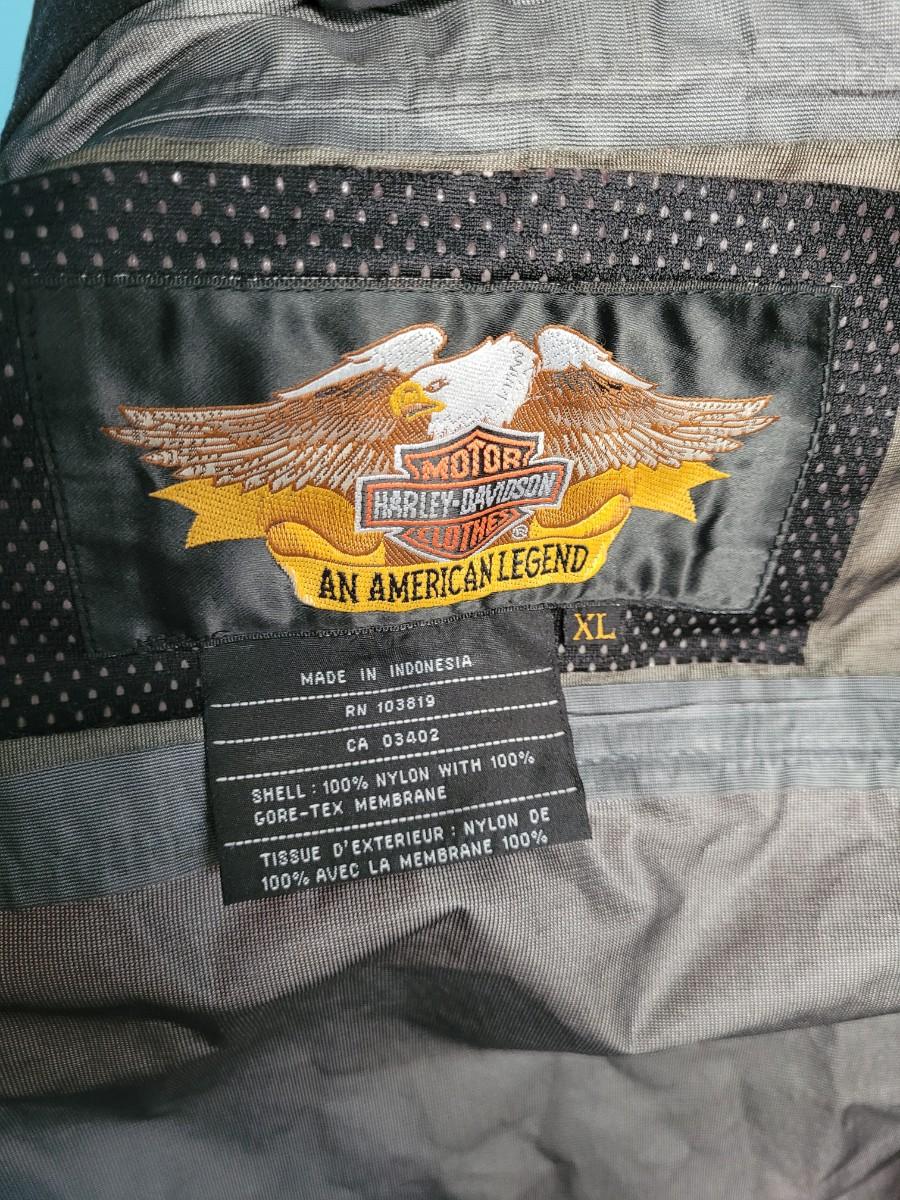 MOTOR
HARLEY-DAVIDSON
CLOTHES®
AN AMERICAN LEGEND
XL
MADE IN INDONESIA
RN 103819
CA 03402
SHELL : 100% NYLON WITH 100%
GORE-TEX MEMBRANE
TISSUE D'EXTERIEUR : NYLON DE
100% AVEC LA MEMBRANE 100%